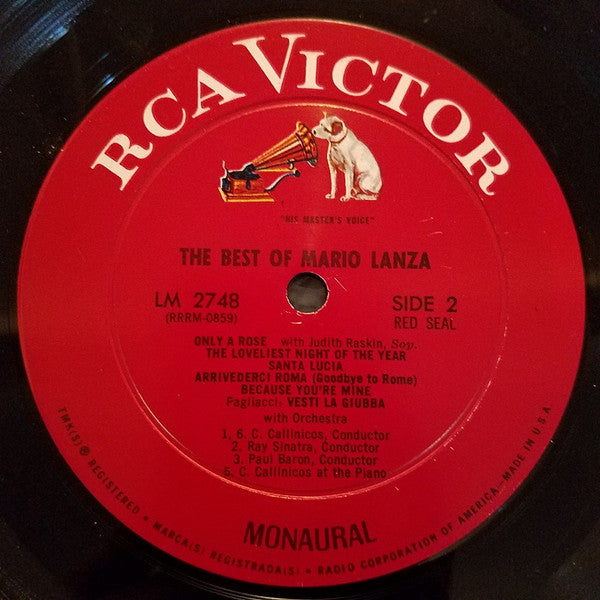 RCA VICTOR
"HIS MASTER'S VOICE"
THE BEST OF MARIO LANZA
LM 2748
(RRRM-0859)
SIDE 2
RED SEAL
ONLY A ROSE with Judith Raskin, Sop.
THE LOVELIEST NIGHT OF THE YEAR
SANTA LUCIA
ARRIVEDERCI ROMA (Goodbye to Rome)
BECAUSE YOU'RE MINE
Pagliacci: VESTI LA GIUBBA
with Orchestra
1, 6. C. Callinicos, Conductor
2. Ray Sinatra, Conductor
3. Paul Baron, Conductor
5. C. Callinicos at the Piano
MONAURAL
TMK(S) ® REGISTERED • MARCA(S) REGISTRADA(S) • RADIO CORPORATION OF AMERICA—MADE IN U.S.A.